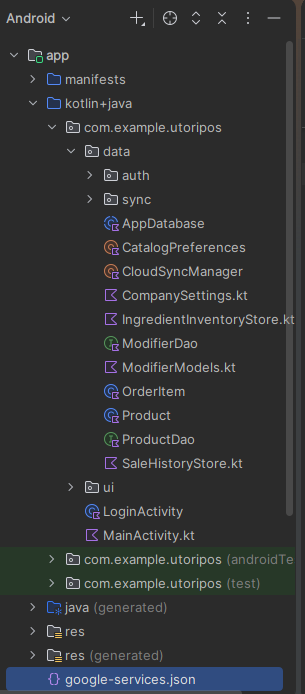 Android
app
manifests
kotlin+java
com.example.utoripos
data
auth
sync
AppDatabase
CatalogPreferences
CloudSyncManager
CompanySettings.kt
IngredientInventoryStore.kt
ModifierDao
ModifierModels.kt
OrderItem
Product
ProductDao
SaleHistoryStore.kt
ui
LoginActivity
MainActivity.kt
com.example.utoripos (androidTe
com.example.utoripos (test)
java (generated)
res
res (generated)
{} google-services.json